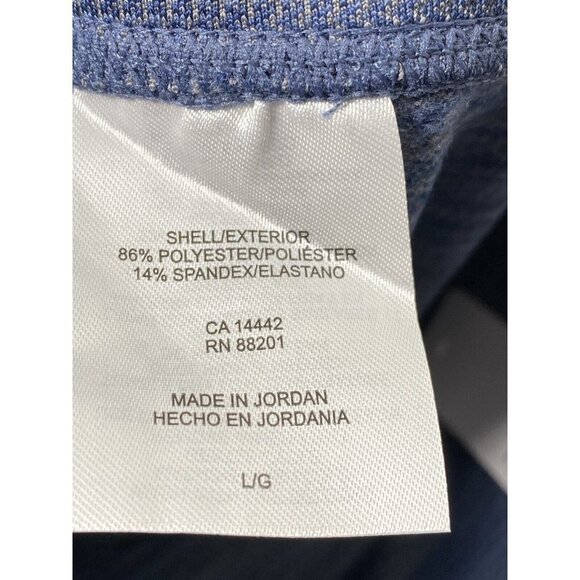 SHELL/EXTERIOR
86% POLYESTER/POLIÉSTER
14% SPANDEX/ELASTANO
CA 14442
RN 88201
MADE IN JORDAN
HECHO EN JORDANIA
L/G